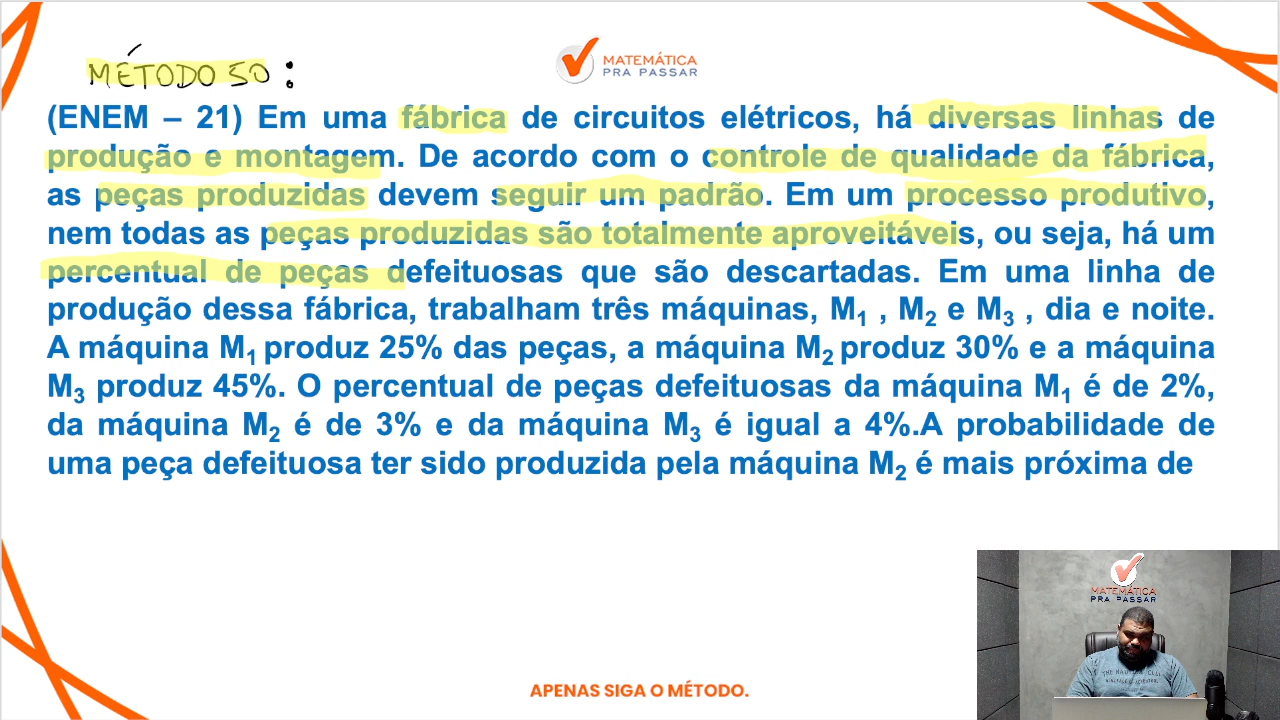 MÉTODO 50:
MATEMÁTICA
PRA PASSAR
(ENEM – 21) Em uma fábrica de circuitos elétricos, há diversas linhas de
produção e montagem. De acordo com o controle de qualidade da fábrica,
as peças produzidas devem seguir um padrão. Em um processo produtivo,
nem todas as peças produzidas são totalmente aproveitáveis, ou seja, há um
percentual de peças defeituosas que são descartadas. Em uma linha de
produção dessa fábrica, trabalham três máquinas, M₁ , M₂ e M₃ , dia e noite.
A máquina M₁ produz 25% das peças, a máquina M₂ produz 30% e a máquina
M₃ produz 45%. O percentual de peças defeituosas da máquina M₁ é de 2%,
da máquina M₂ é de 3% e da máquina M₃ é igual a 4%.A probabilidade de
uma peça defeituosa ter sido produzida pela máquina M₂ é mais próxima de
MATEMÁTICA
PRA PASSAR
APENAS SIGA O MÉTODO.